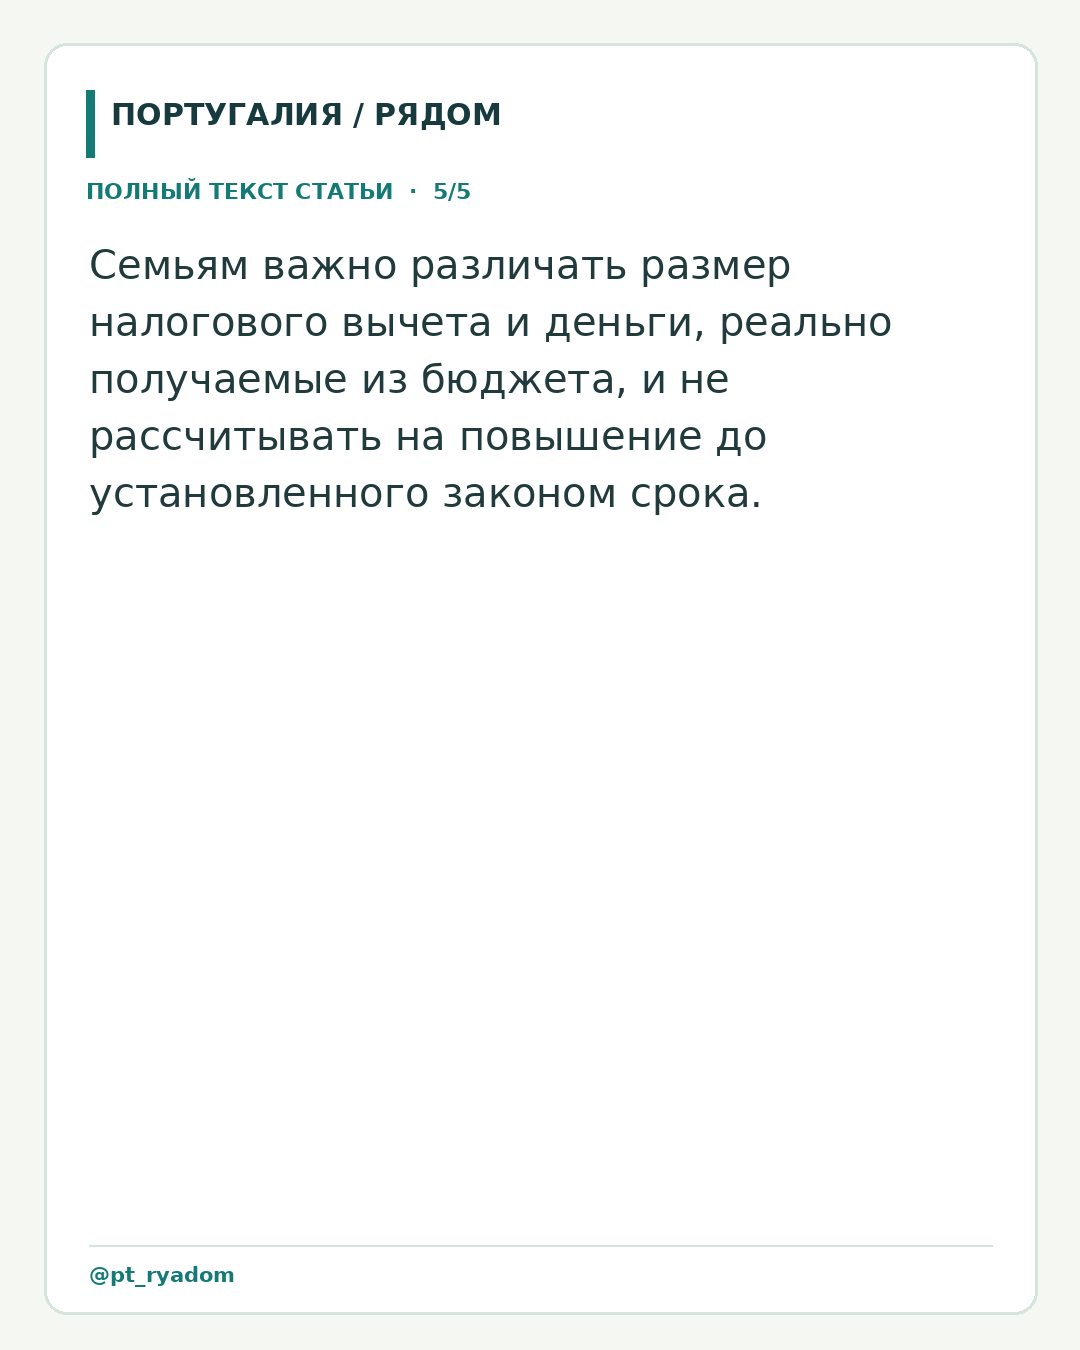 ПОРТУГАЛИЯ / РЯДОМ
ПОЛНЫЙ ТЕКСТ СТАТЬИ · 5/5
Семьям важно различать размер
налогового вычета и деньги, реально
получаемые из бюджета, и не
рассчитывать на повышение до
установленного законом срока.
@pt_ryadom